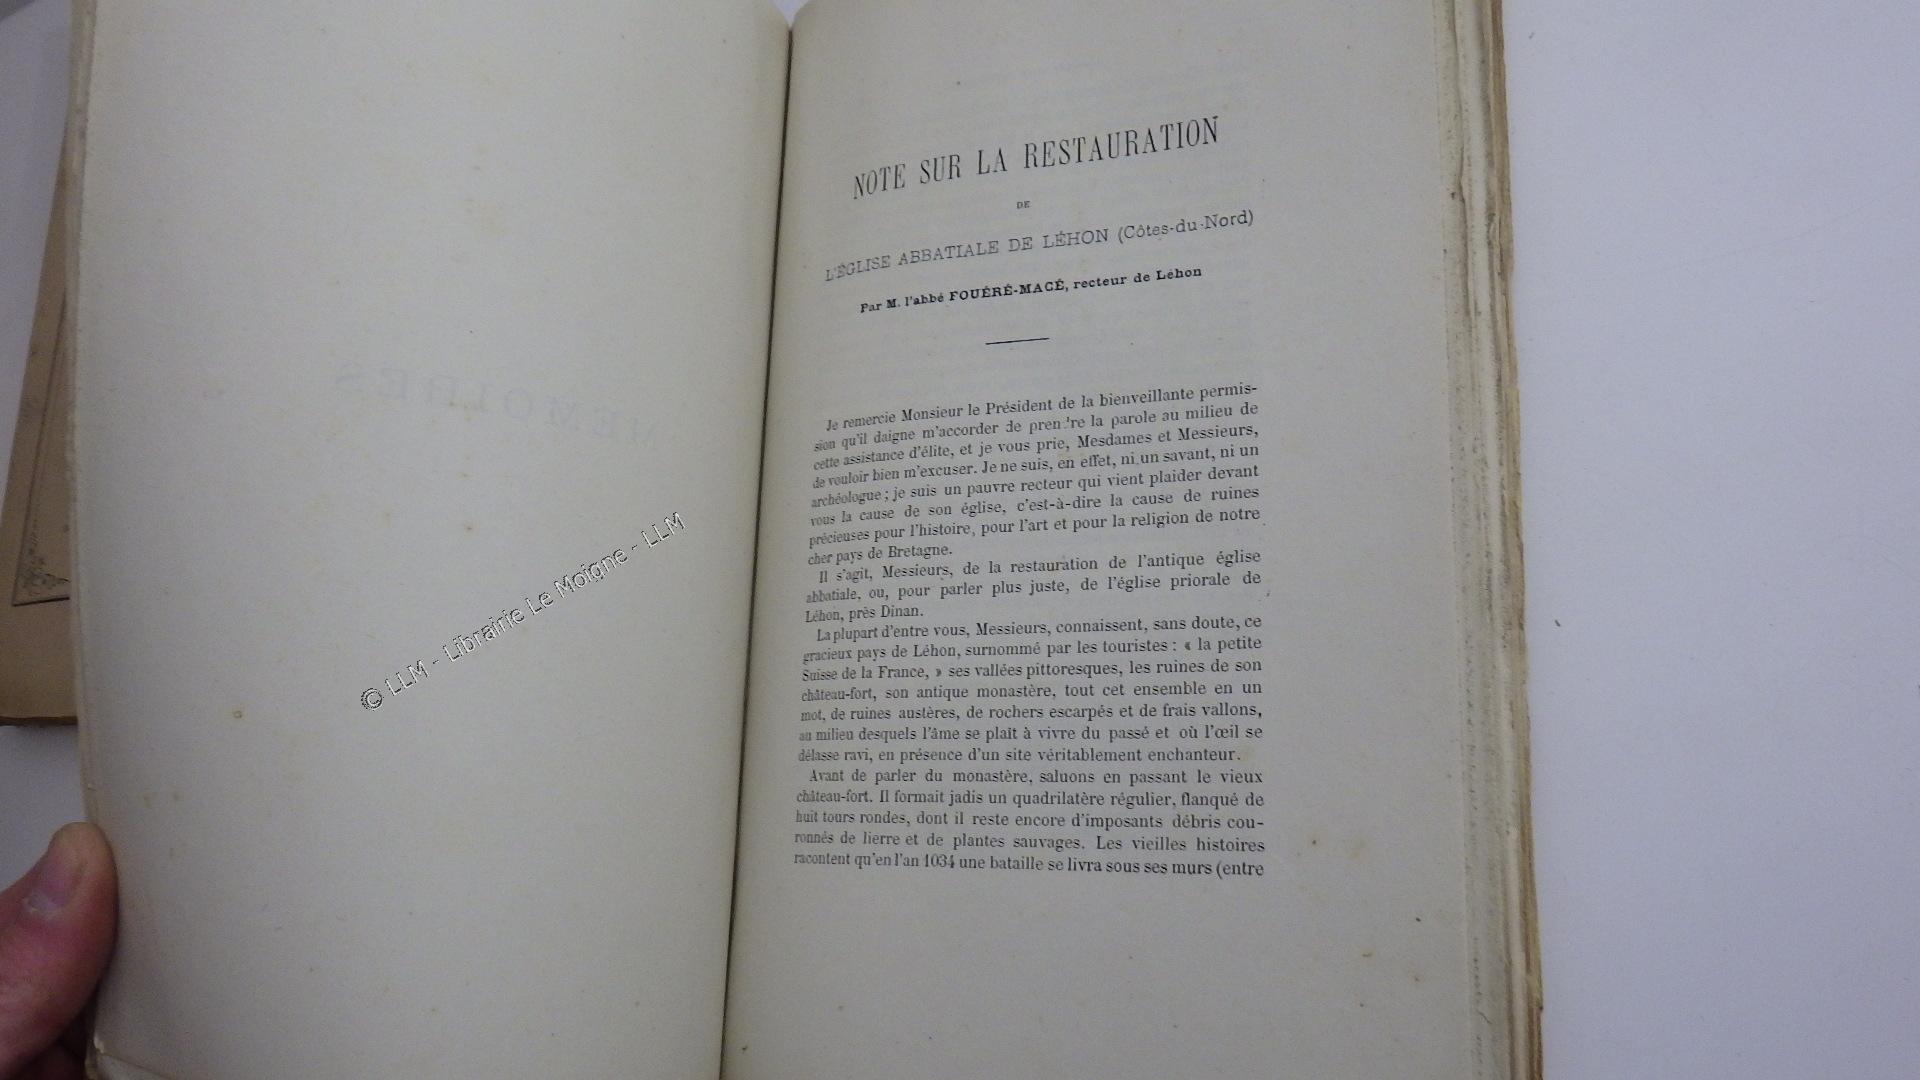 MEMOIRES
© LLM - Librairie Le Moigne - LLM
NOTE SUR LA RESTAURATION
DE
L'ÉGLISE ABBATIALE DE LÉHON (Côtes-du-Nord)
Par M. l'abbé FOUÉRÉ-MACÉ, recteur de Léhon
Je remercie Monsieur le Président de la bienveillante permis-
sion qu'il daigne m'accorder de pren're la parole au milieu de
cette assistance d'élite, et je vous prie, Mesdames et Messieurs,
de vouloir bien m'excuser. Je ne suis, en effet, ni un savant, ni un
archéologue ; je suis un pauvre recteur qui vient plaider devant
vous la cause de son église, c'est-à-dire la cause de ruines
précieuses pour l'histoire, pour l'art et pour la religion de notre
cher pays de Bretagne.
Il s'agit, Messieurs, de la restauration de l'antique église
abbatiale, ou, pour parler plus juste, de l'église priorale de
Léhon, près Dinan.
La plupart d'entre vous, Messieurs, connaissent, sans doute, ce
gracieux pays de Léhon, surnommé par les touristes : « la petite
Suisse de la France, » ses vallées pittoresques, les ruines de son
château-fort, son antique monastère, tout cet ensemble en un
mot, de ruines austères, de rochers escarpés et de frais vallons,
au milieu desquels l'âme se plaît à vivre du passé et où l'œil se
délasse ravi, en présence d'un site véritablement enchanteur.
Avant de parler du monastère, saluons en passant le vieux
château-fort. Il formait jadis un quadrilatère régulier, flanqué de
huit tours rondes, dont il reste encore d'imposants débris cou-
ronnés de lierre et de plantes sauvages. Les vieilles histoires
racontent qu'en l'an 1034 une bataille se livra sous ses murs (entre